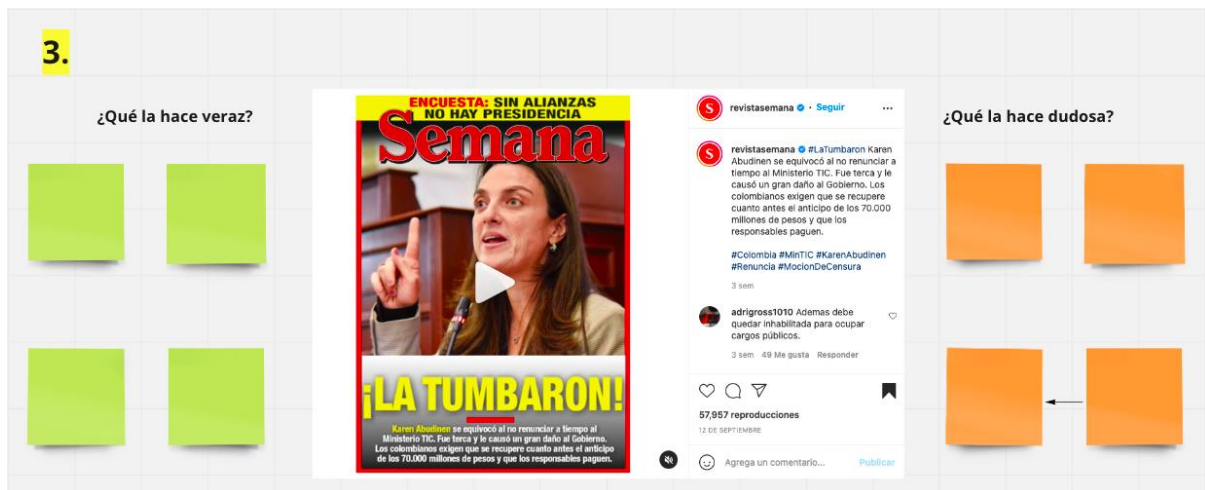 3.
¿Qué la hace veraz?
ENCUESTA: SIN ALIANZAS
NO HAY PRESIDENCIA
Semana
¡LA TUMBARON!
Karen Abudinen se equivocó al no renunciar a tiempo al
Ministerio TIC. Fue terca y le causó un gran daño al Gobierno.
Los colombianos exigen que se recupere cuanto antes el anticipo
de los 70.000 millones de pesos y que los responsables paguen.
S
revistasemana · Seguir
...
S
revistasemana #LaTumbaron Karen
Abudinen se equivocó al no renunciar a
tiempo al Ministerio TIC. Fue terca y le
causó un gran daño al Gobierno. Los
colombianos exigen que se recupere
cuanto antes el anticipo de los 70.000
millones de pesos y que los
responsables paguen.
#Colombia #MinTIC #KarenAbudinen
#Renuncia #MocionDeCensura
3 sem
adrigross1010 Ademas debe
quedar inhabilitada para ocupar
cargos públicos.
3 sem 49 Me gusta Responder
57,957 reproducciones
12 DE SEPTIEMBRE
Agrega un comentario... Publicar
¿Qué la hace dudosa?